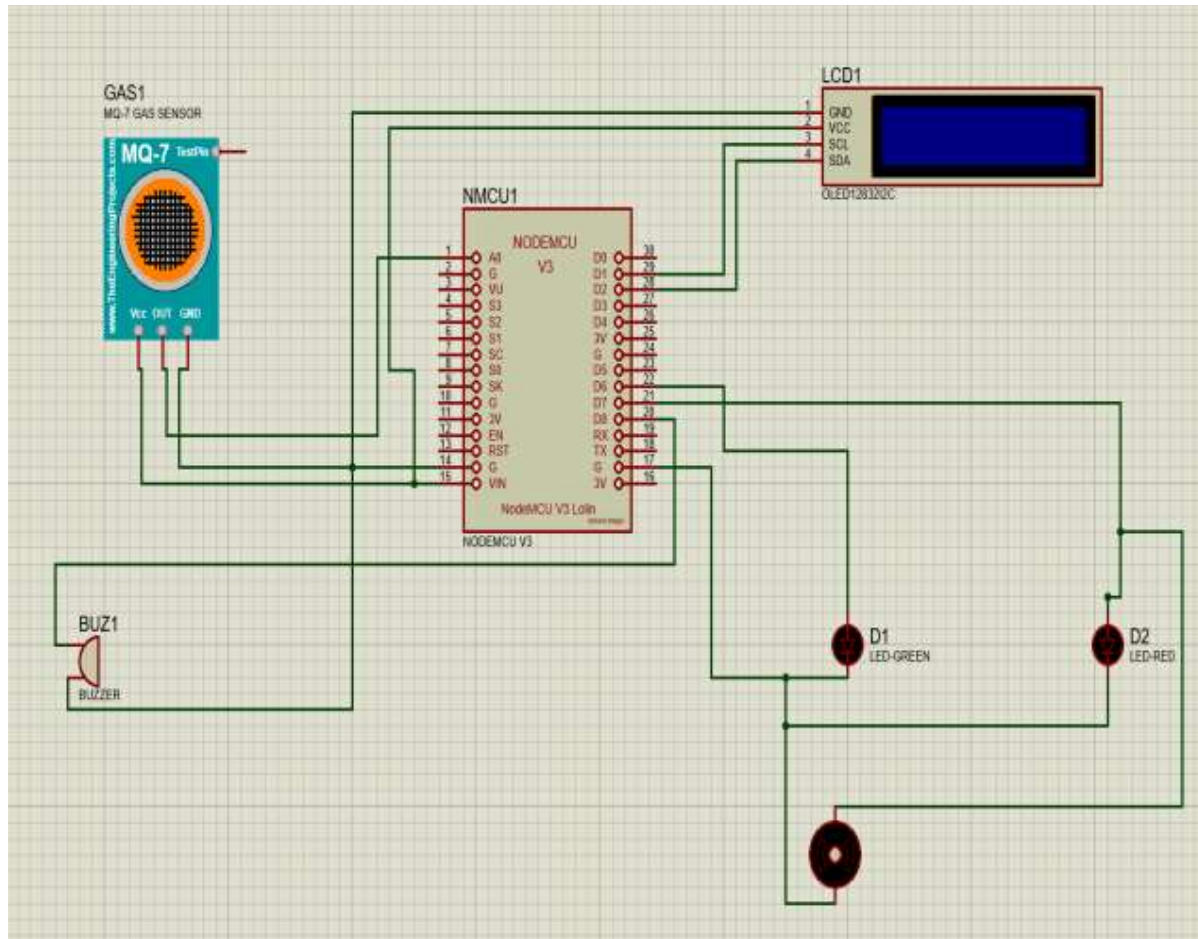 GAS1
MQ-7 GAS SENSOR
MQ-7 TestPin
www.TheEngineeringProjects.com
Vcc OUT GND
LCD1
1 GND
2 VCC
3 SCL
4 SDA
OLED12832I2C
NMCU1
NODEMCU
V3
1 A0 D0 30
2 G D1 29
3 VU D2 28
4 S3 D3 27
5 S2 D4 26
6 S1 3V 25
7 SC G 24
8 S0 D5 23
9 SK D6 22
10 G D7 21
11 3V D8 20
12 EN RX 19
13 RST TX 18
14 G G 17
15 VIN 3V 16
NodeMCU V3 Lolin
NODEMCU V3
BUZ1
BUZZER
D1
LED-GREEN
D2
LED-RED